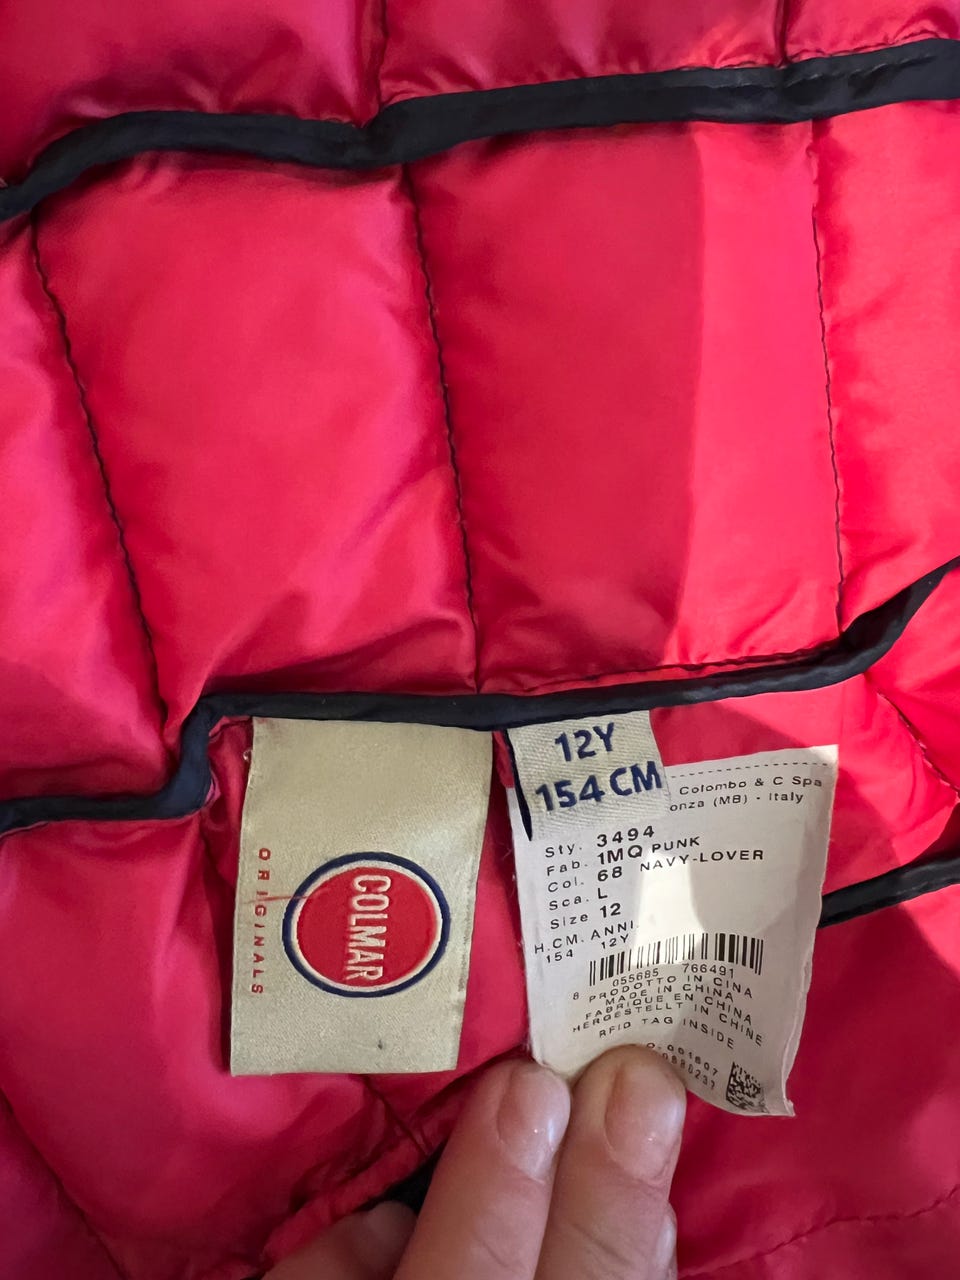 ORIGINALS
COLMAR
12Y
154 CM
Colombo & C Spa
onza (MB) - Italy
Sty. 3494
Fab. 1MQ PUNK
Col. 68 NAVY-LOVER
Sca. L
Size 12
H.CM. ANNI.
154 12Y
8 055685 766491
PRODOTTO IN CINA
MADE IN CHINA
FABRIQUE EN CHINA
HERGESTELLT IN CHINE
RFID TAG INSIDE